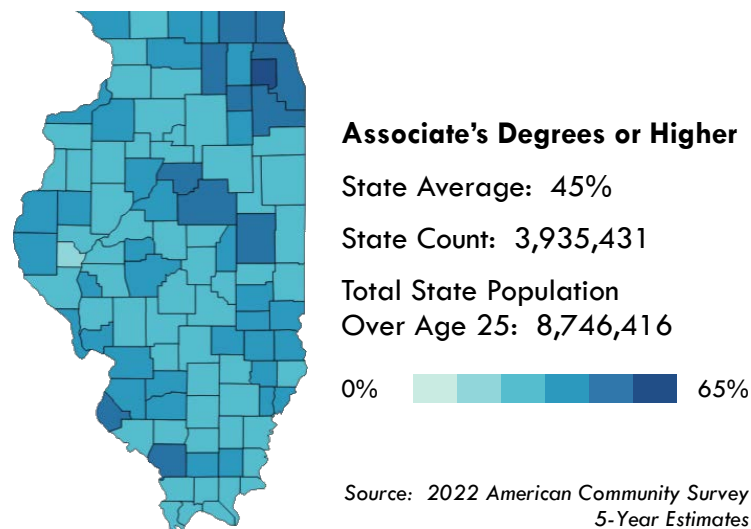 Associate's Degrees or Higher
State Average: 45%
State Count: 3,935,431
Total State Population
Over Age 25: 8,746,416
0% 65%
Source: 2022 American Community Survey
5-Year Estimates